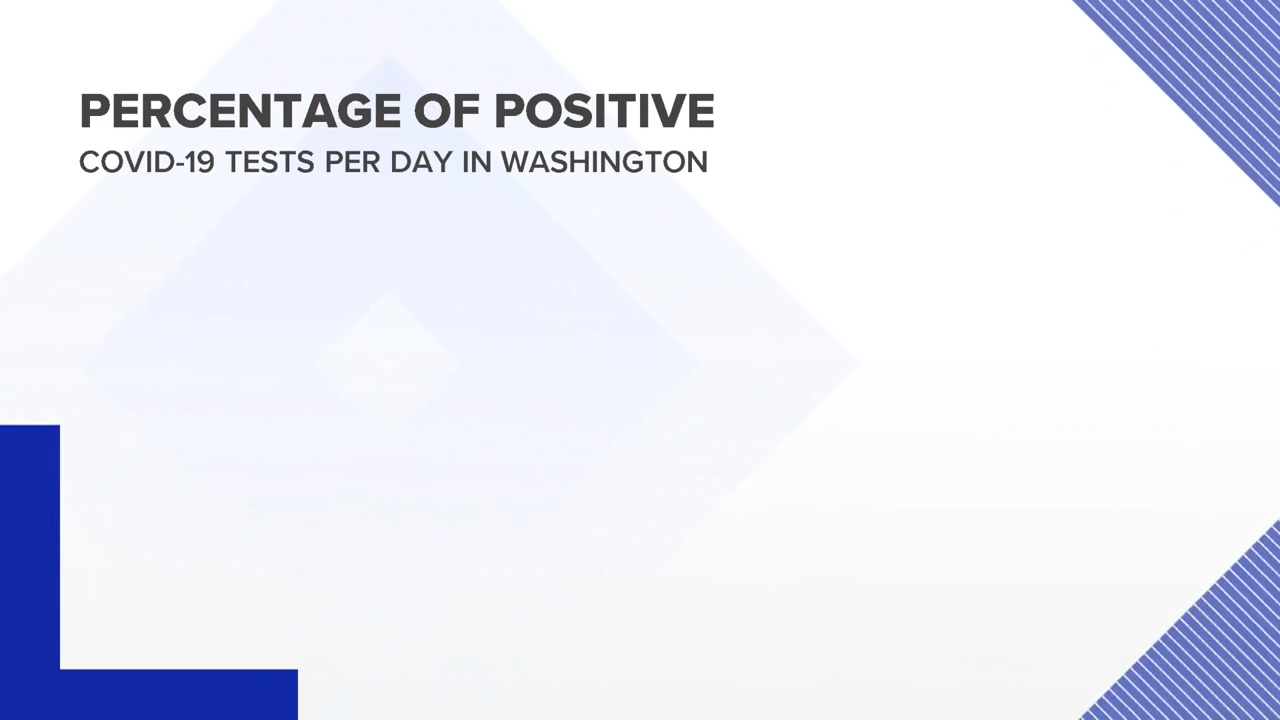 PERCENTAGE OF POSITIVE
COVID-19 TESTS PER DAY IN WASHINGTON